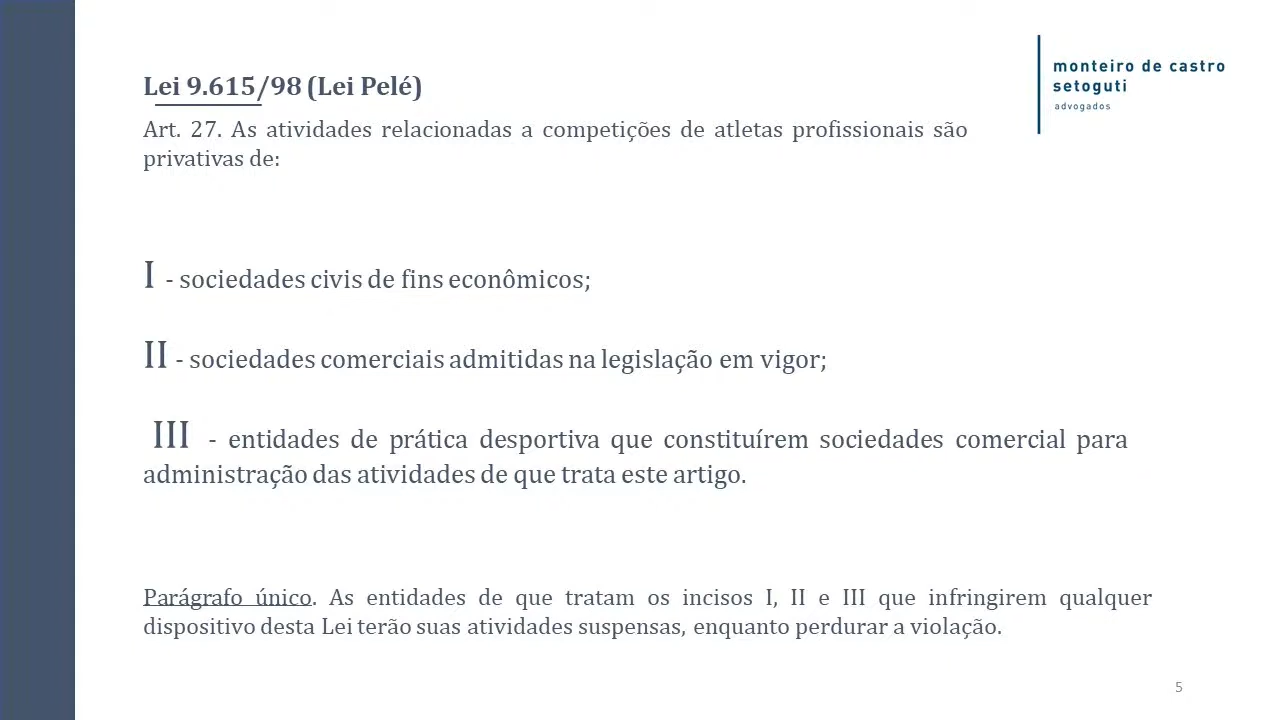 Lei 9.615/98 (Lei Pelé)
monteiro de castro
setoguti
advogados
Art. 27. As atividades relacionadas a competições de atletas profissionais são
privativas de:
I - sociedades civis de fins econômicos;
II - sociedades comerciais admitidas na legislação em vigor;
III - entidades de prática desportiva que constituírem sociedades comercial para
administração das atividades de que trata este artigo.
Parágrafo único. As entidades de que tratam os incisos I, II e III que infringirem qualquer
dispositivo desta Lei terão suas atividades suspensas, enquanto perdurar a violação.
5